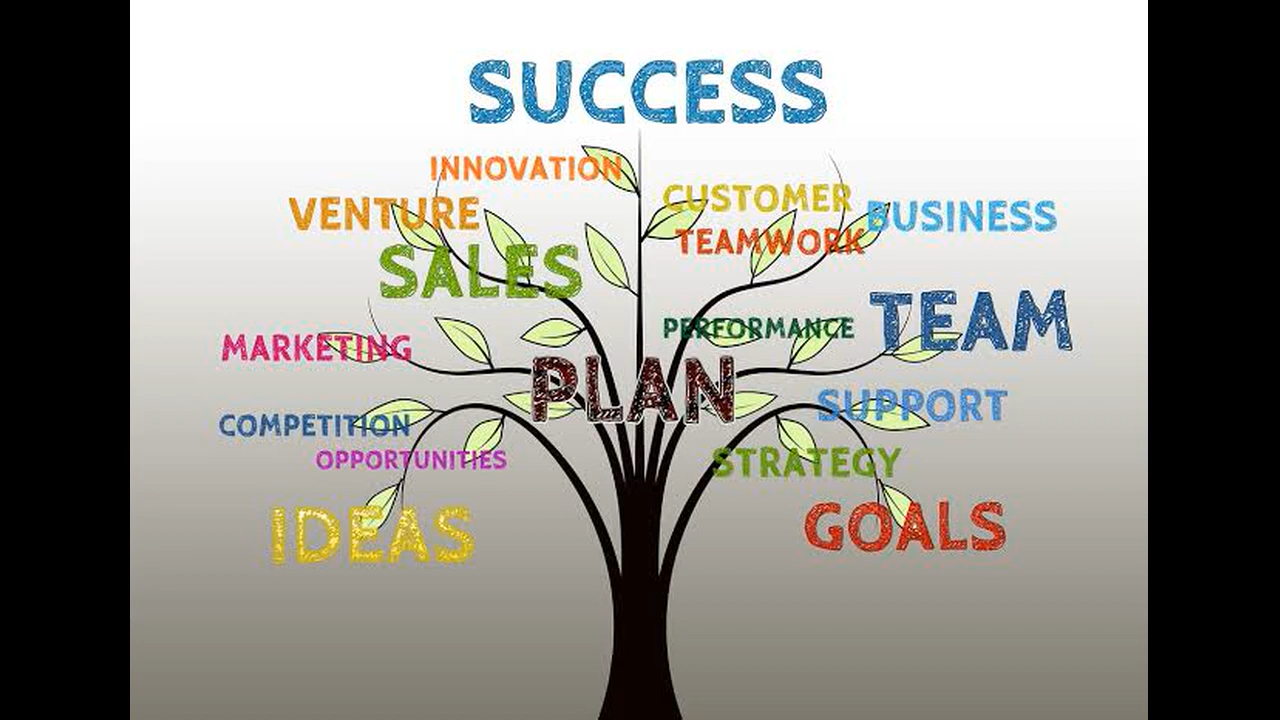 SUCCESS
INNOVATION
CUSTOMER
VENTURE
BUSINESS
TEAMWORK
SALES
TEAM
PERFORMANCE
MARKETING
PLAN
SUPPORT
COMPETITION
OPPORTUNITIES
STRATEGY
IDEAS
GOALS